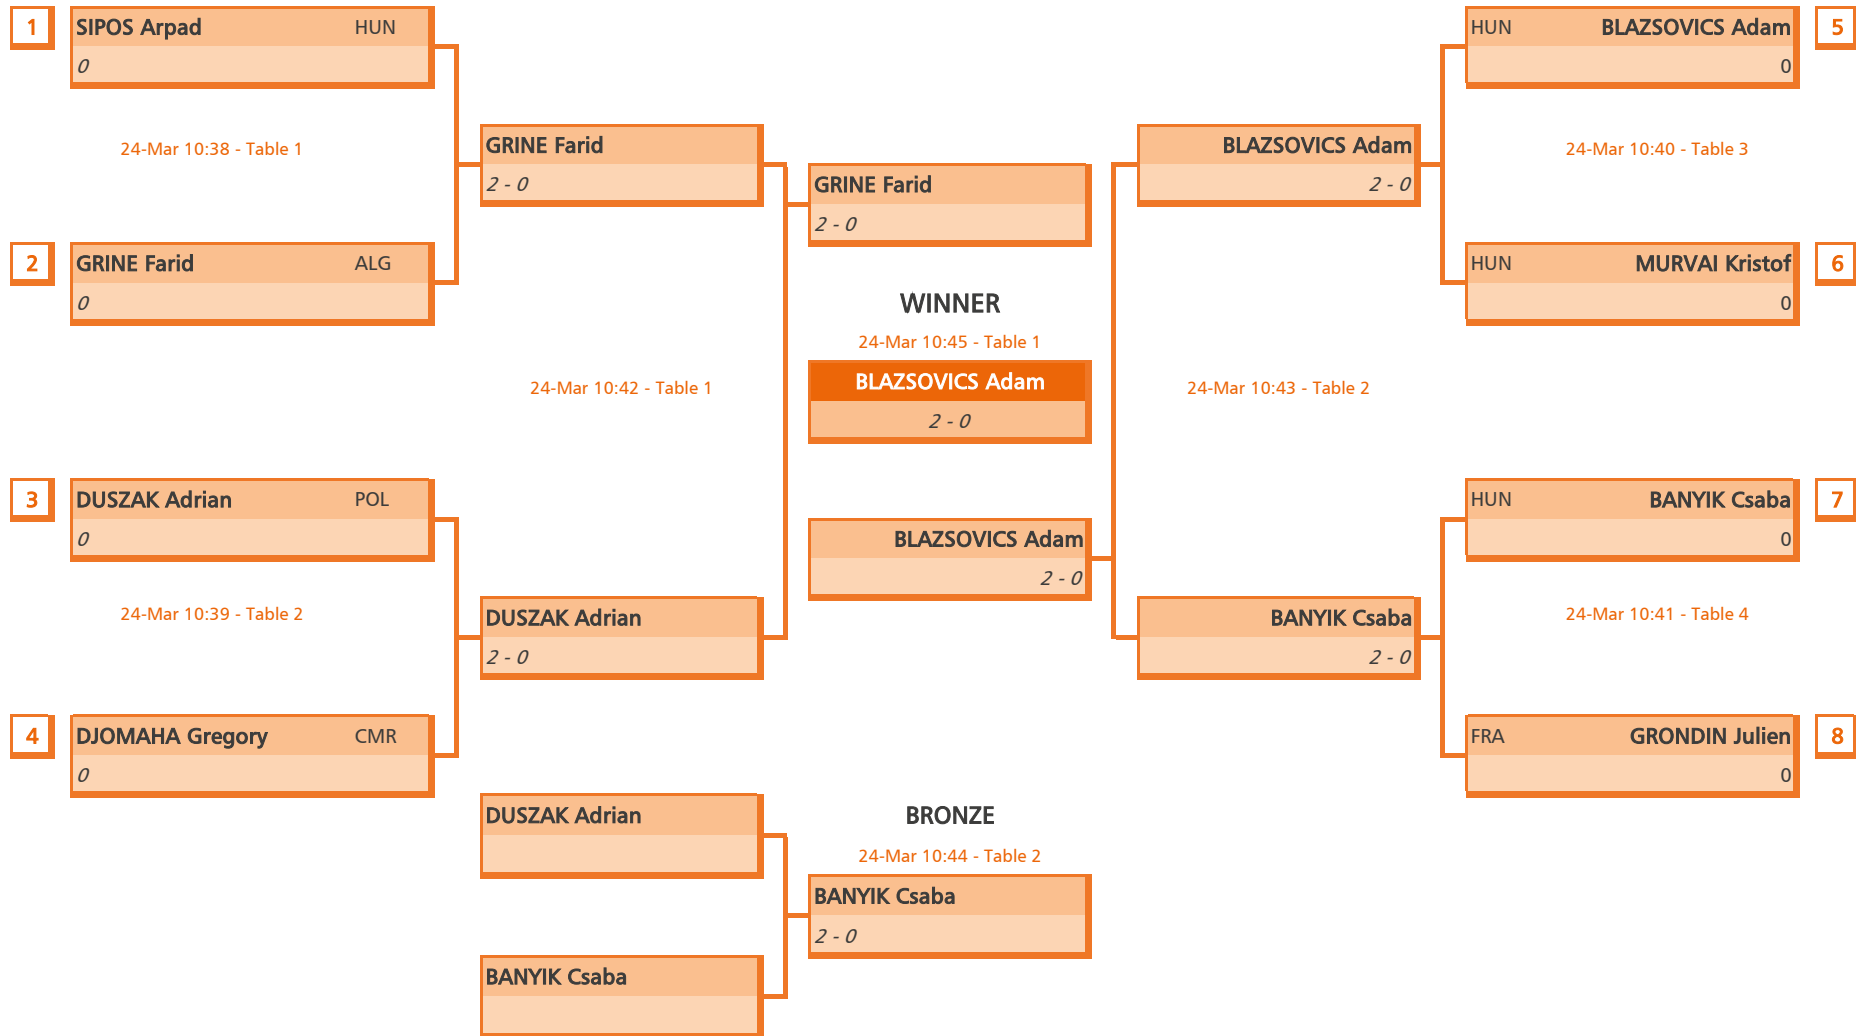 1
SIPOS Arpad HUN
0
24-Mar 10:38 - Table 1
2
GRINE Farid ALG
0
3
DUSZAK Adrian POL
0
24-Mar 10:39 - Table 2
4
DJOMAHA Gregory CMR
0
GRINE Farid
2 - 0
24-Mar 10:42 - Table 1
DUSZAK Adrian
2 - 0
GRINE Farid
2 - 0
WINNER
24-Mar 10:45 - Table 1
BLAZSOVICS Adam
2 - 0
BLAZSOVICS Adam
2 - 0
BLAZSOVICS Adam
2 - 0
24-Mar 10:43 - Table 2
BANYIK Csaba
2 - 0
HUN BLAZSOVICS Adam
0
5
24-Mar 10:40 - Table 3
HUN MURVAI Kristof
0
6
HUN BANYIK Csaba
0
7
24-Mar 10:41 - Table 4
FRA GRONDIN Julien
0
8
DUSZAK Adrian
BANYIK Csaba
BRONZE
24-Mar 10:44 - Table 2
BANYIK Csaba
2 - 0